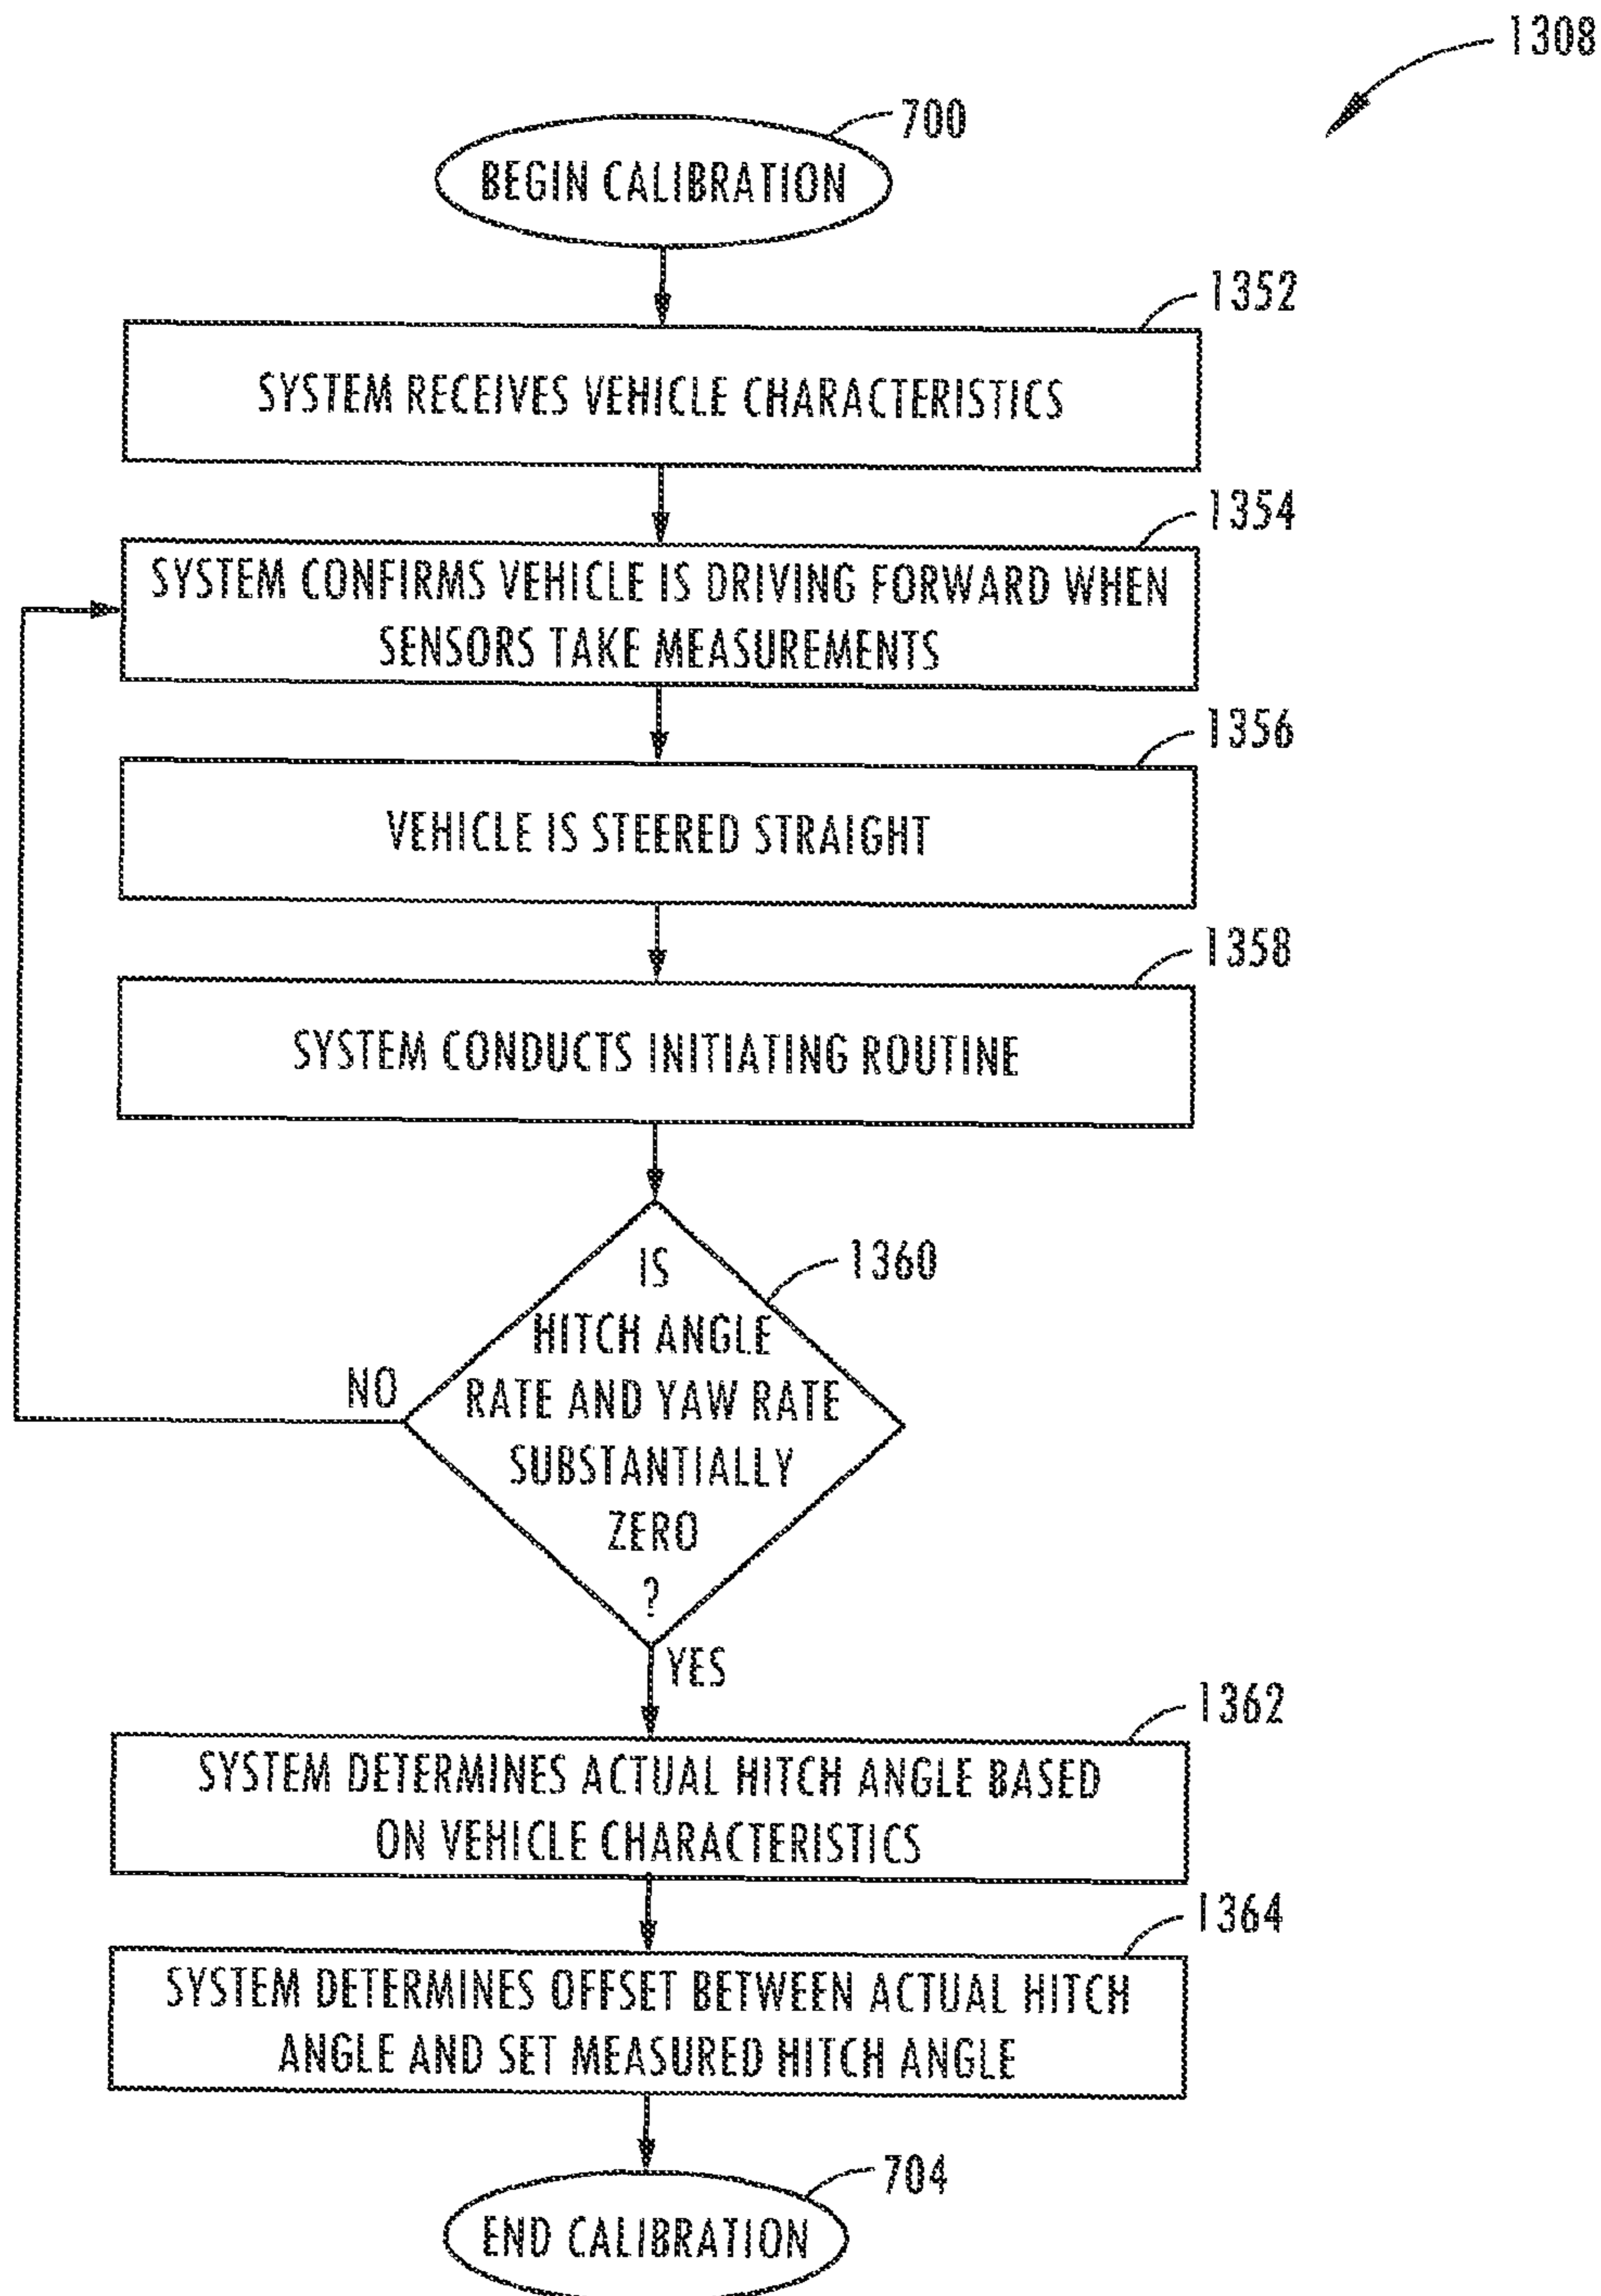 1308
700
BEGIN CALIBRATION
1352
SYSTEM RECEIVES VEHICLE CHARACTERISTICS
1354
SYSTEM CONFIRMS VEHICLE IS DRIVING FORWARD WHEN
SENSORS TAKE MEASUREMENTS
1356
VEHICLE IS STEERED STRAIGHT
1358
SYSTEM CONDUCTS INITIATING ROUTINE
1360
IS
HITCH ANGLE
RATE AND YAW RATE
SUBSTANTIALLY
ZERO
?
NO
YES
1362
SYSTEM DETERMINES ACTUAL HITCH ANGLE BASED
ON VEHICLE CHARACTERISTICS
1364
SYSTEM DETERMINES OFFSET BETWEEN ACTUAL HITCH
ANGLE AND SET MEASURED HITCH ANGLE
704
END CALIBRATION